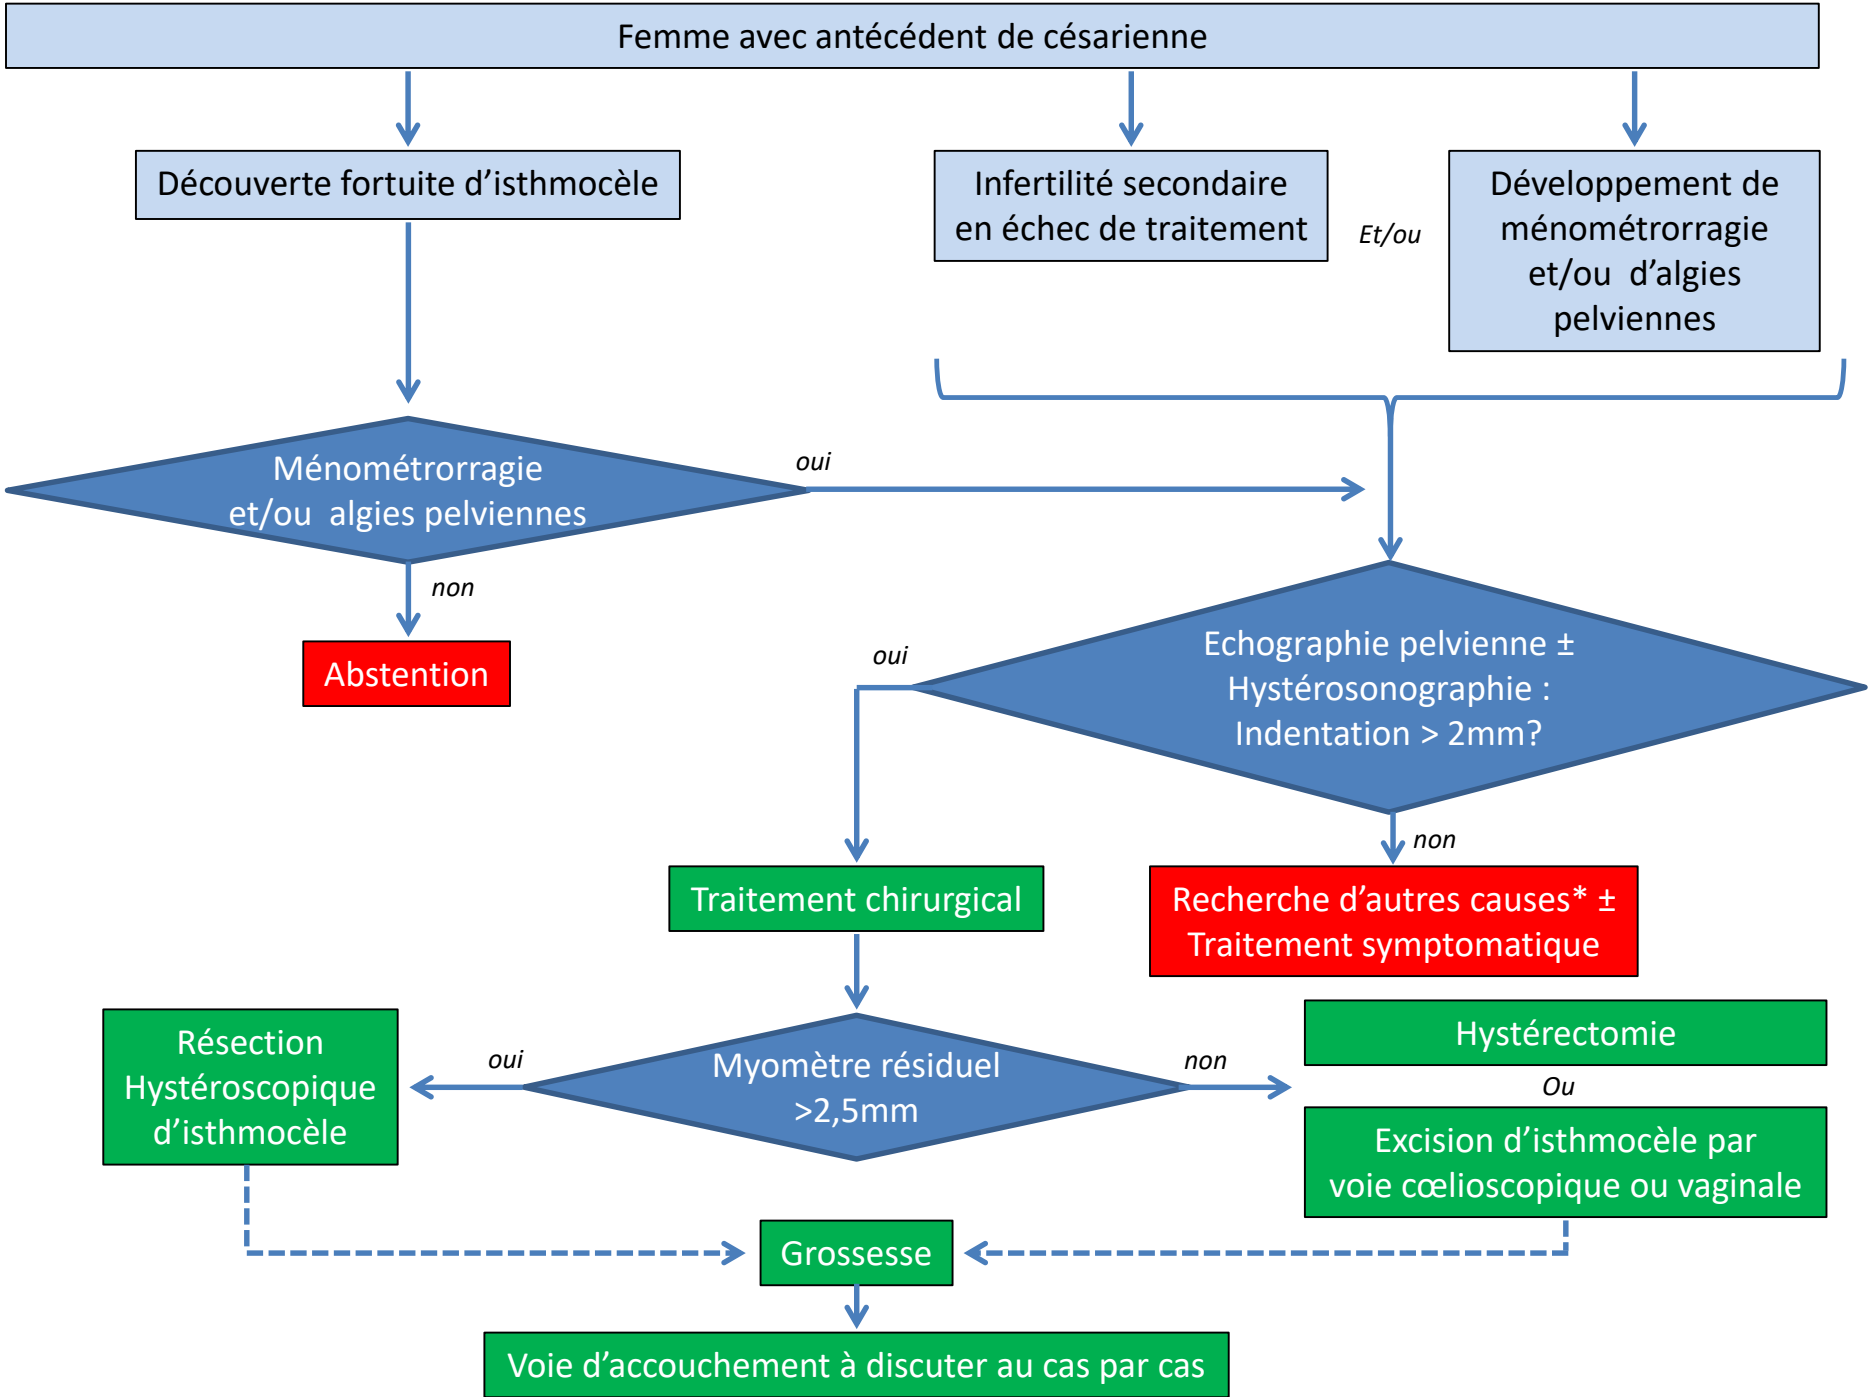 Femme avec antécédent de césarienne
Découverte fortuite d'isthmocèle
Infertilité secondaire
en échec de traitement
Et/ou
Développement de
ménométrorragie
et/ou  d'algies
pelviennes
Ménométrorragie
et/ou  algies pelviennes
oui
non
Abstention
Echographie pelvienne ±
Hystérosonographie :
Indentation > 2mm?
oui
non
Traitement chirurgical
Recherche d'autres causes* ±
Traitement symptomatique
Myomètre résiduel
>2,5mm
oui
non
Résection
Hystéroscopique
d'isthmocèle
Hystérectomie
Ou
Excision d'isthmocèle par
voie cœlioscopique ou vaginale
Grossesse
Voie d'accouchement à discuter au cas par cas